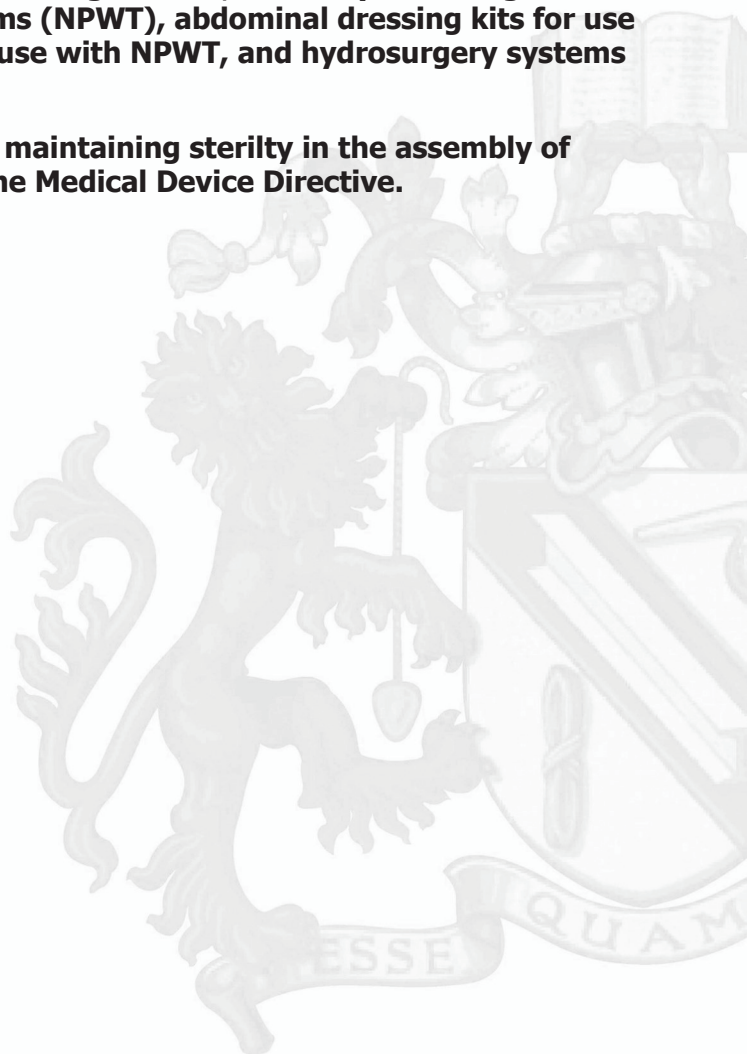 ms (NPWT), abdominal dressing kits for use
use with NPWT, and hydrosurgery systems
maintaining sterilty in the assembly of
ne Medical Device Directive.
ESSE QUAM